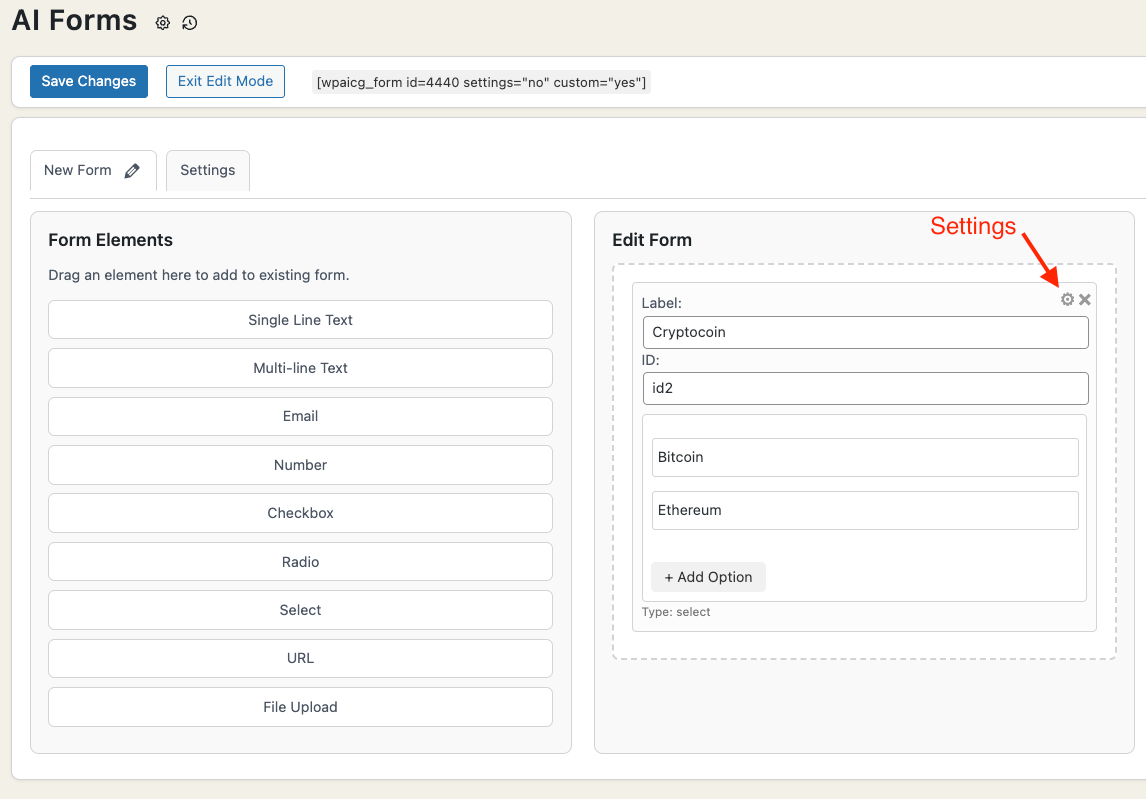 AI Forms
Save Changes
Exit Edit Mode
[wpaicg_form id=4440 settings="no" custom="yes"]
New Form
Settings
Form Elements
Drag an element here to add to existing form.
Single Line Text
Multi-line Text
Email
Number
Checkbox
Radio
Select
URL
File Upload
Edit Form
Settings
Label:
Cryptocoin
ID:
id2
Bitcoin
Ethereum
+ Add Option
Type: select